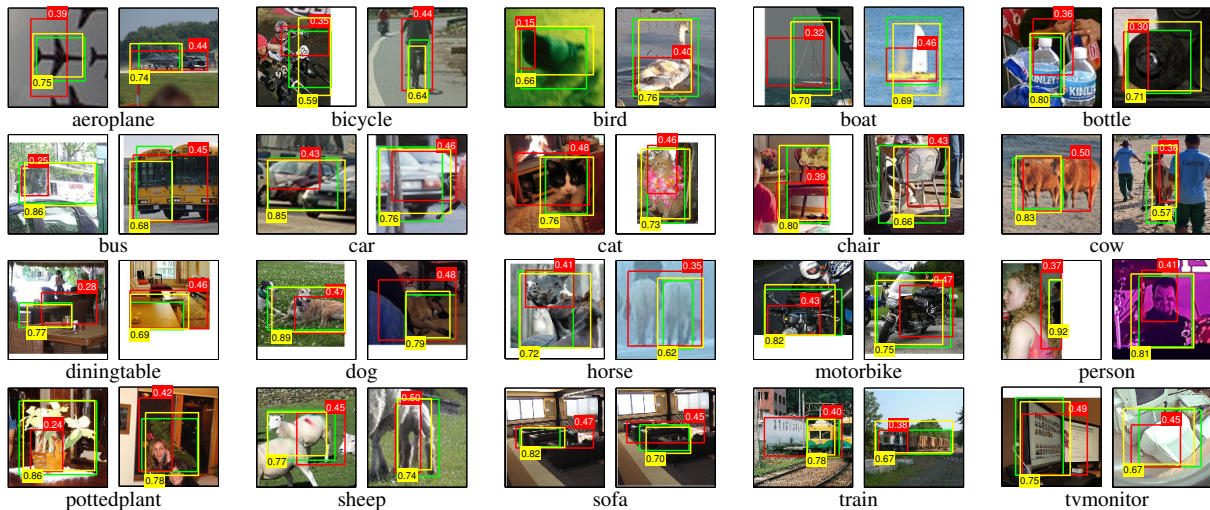 0.39 0.75 0.44 0.74 0.35 0.59 0.44 0.64 0.15 0.66 0.40 0.76 0.32 0.70 0.46 0.69 0.36 0.80 KINLEY KINLE 0.30 0.71
aeroplane bicycle bird boat bottle
0.25 0.86 0.45 0.68 0.43 0.85 0.46 0.76 0.48 0.76 0.46 0.73 0.39 0.80 0.43 0.66 0.50 0.83 0.36 0.57
bus car cat chair cow
0.28 0.77 0.46 0.69 0.47 0.89 0.48 0.79 0.41 0.72 0.35 0.62 0.43 0.82 0.47 0.75 0.37 0.92 0.41 0.81
diningtable dog horse motorbike person
0.24 0.86 0.42 0.78 0.45 0.77 0.50 0.74 0.47 0.82 0.45 0.70 0.40 0.78 0.38 0.67 0.49 0.75 0.45 0.67
pottedplant sheep sofa train tvmonitor